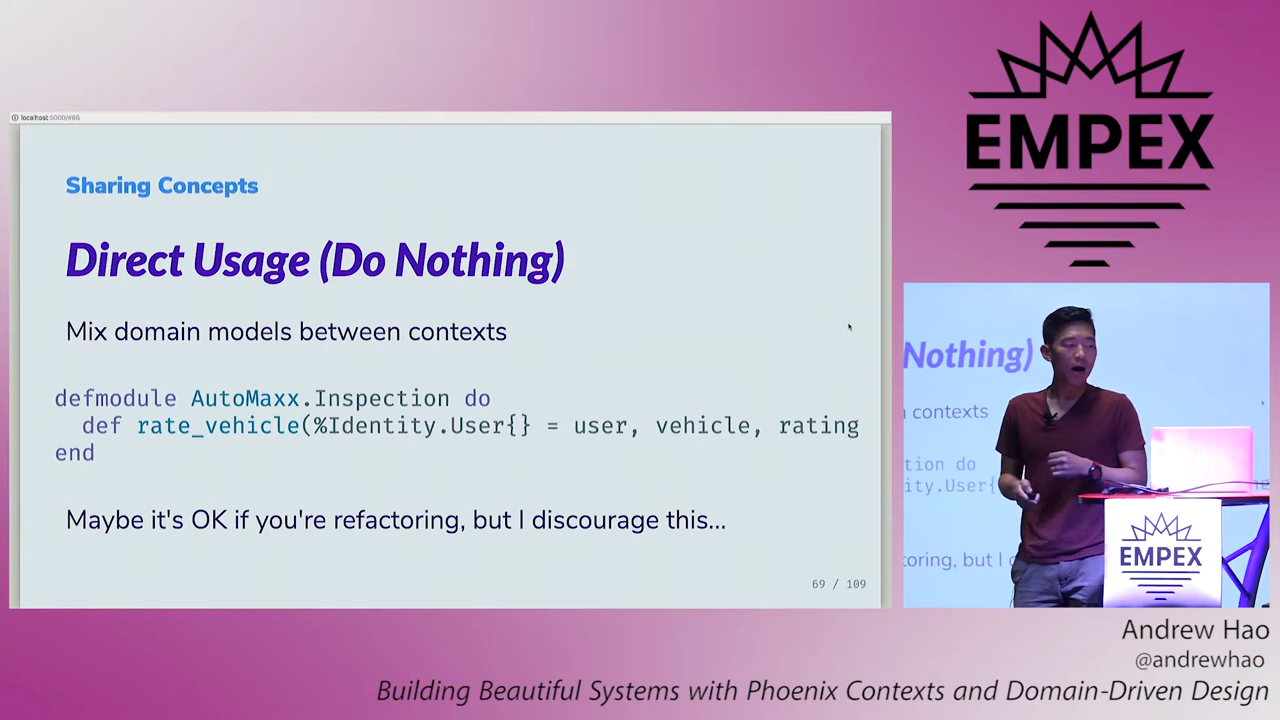 EMPEX
localhost:5000/#86
Sharing Concepts
Direct Usage (Do Nothing)
Mix domain models between contexts
defmodule AutoMaxx.Inspection do
def rate_vehicle(%Identity.User{} = user, vehicle, rating
end
Maybe it's OK if you're refactoring, but I discourage this...
69 / 109
Nothing)
contexts
tion do
ity.User{
toring, but I
EMPEX
Andrew Hao
@andrewhao
Building Beautiful Systems with Phoenix Contexts and Domain-Driven Design